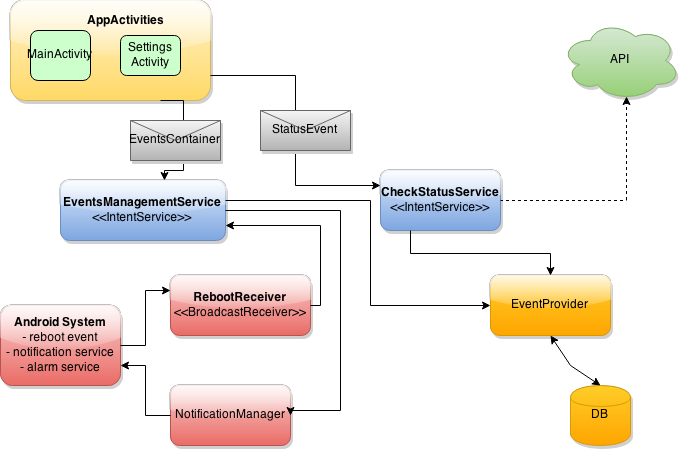 AppActivities
MainActivity
Settings
Activity
API
EventsContainer
StatusEvent
EventsManagementService
<<IntentService>>
CheckStatusService
<<IntentService>>
RebootReceiver
<<BroadcastReceiver>>
EventProvider
Android System
- reboot event
- notification service
- alarm service
NotificationManager
DB